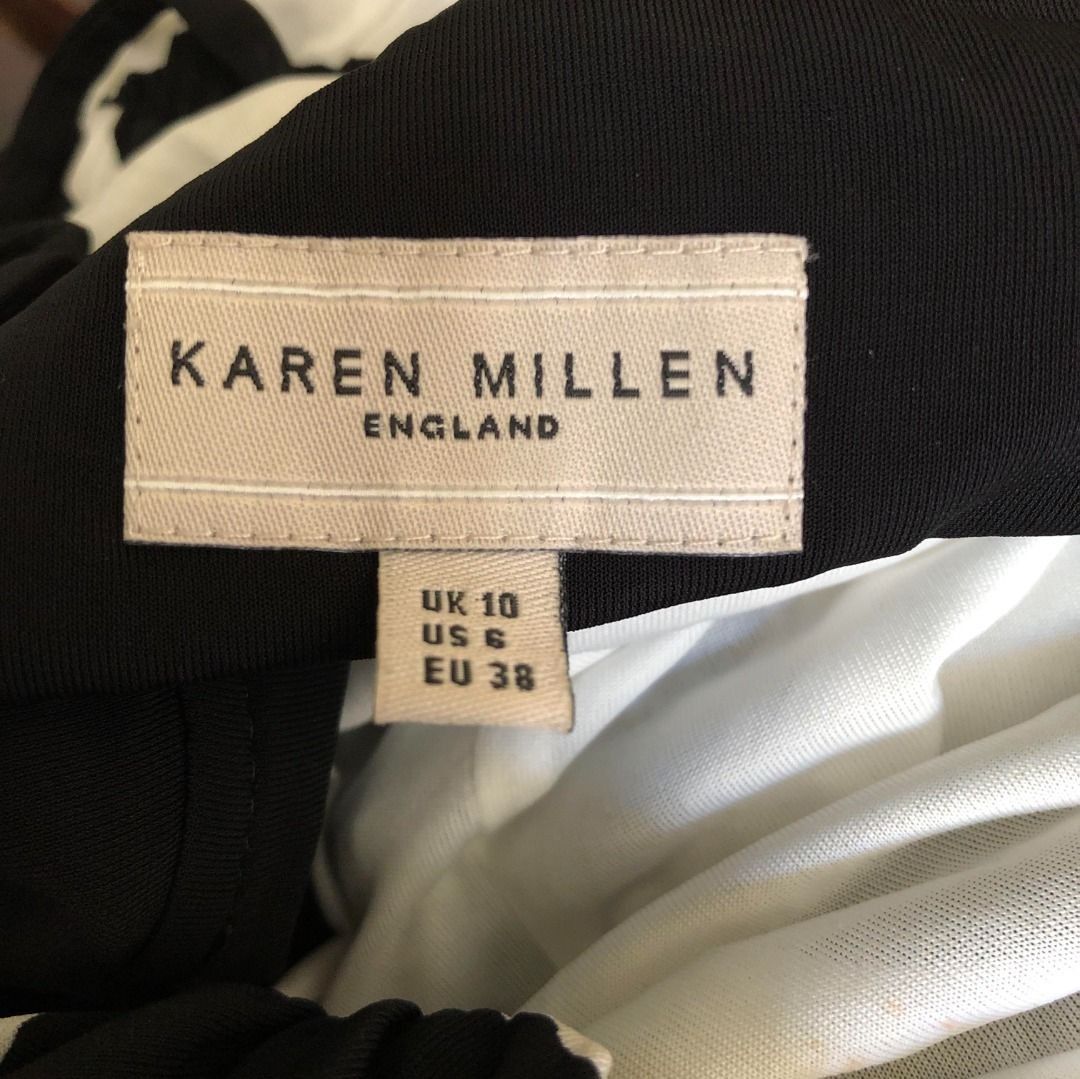 KAREN MILLEN
ENGLAND
UK 10
US 6
EU 38